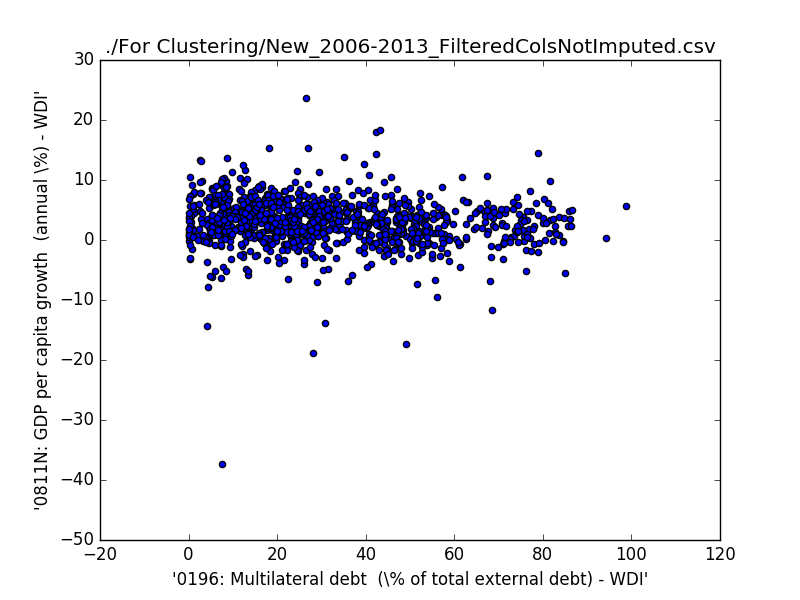 ./For Clustering/New_2006-2013_FilteredColsNotImputed.csv
30
20
10
0
−10
−20
−30
−40
−50
'0811N: GDP per capita growth  (annual \%) - WDI'
−20 0 20 40 60 80 100 120
'0196: Multilateral debt  (\% of total external debt) - WDI'